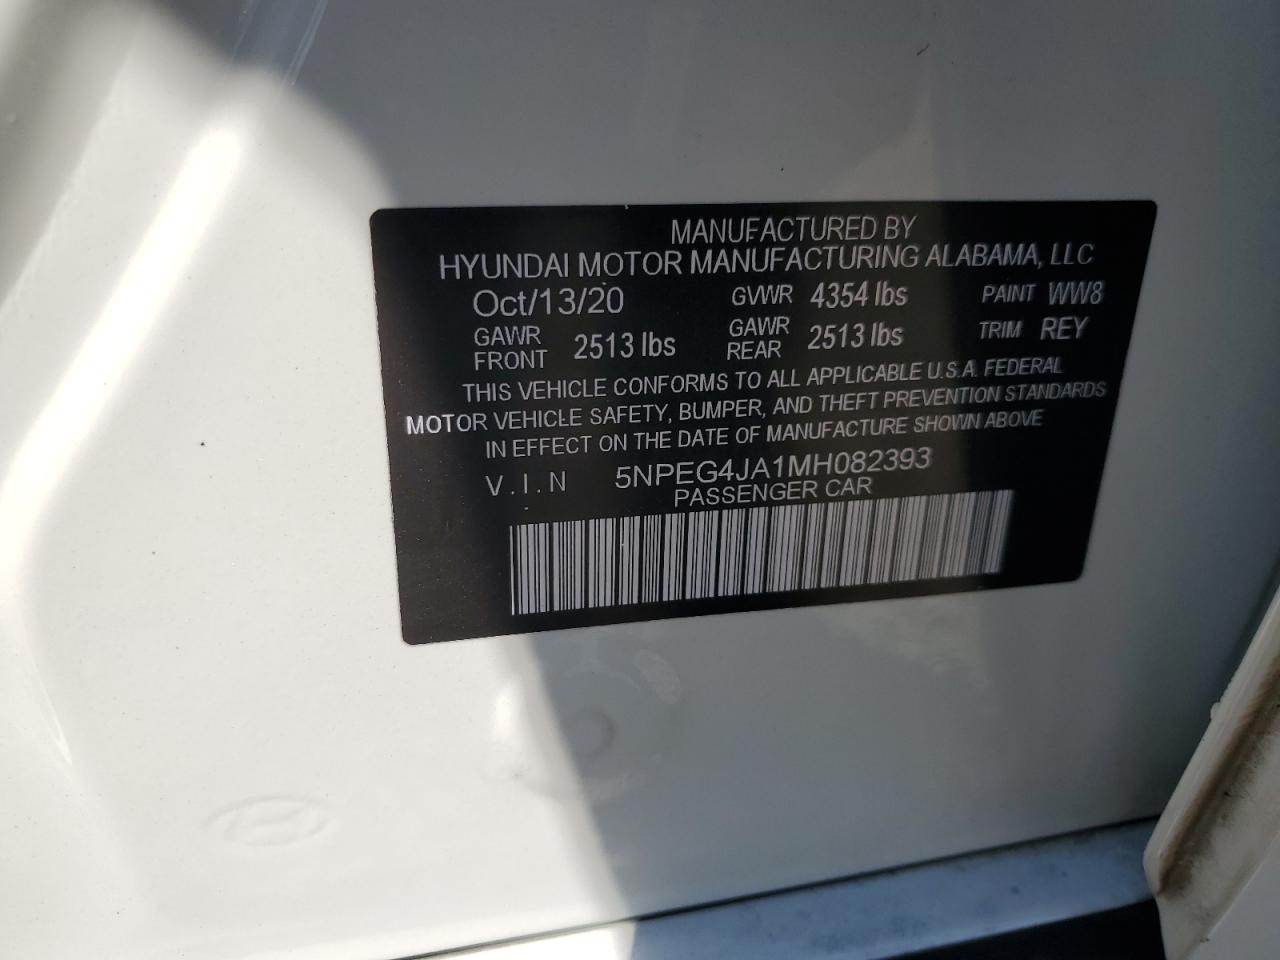 MANUFACTURED BY
HYUNDAI MOTOR MANUFACTURING ALABAMA, LLC
Oct/13/20 GVWR 4354 lbs PAINT WW8
GAWR FRONT 2513 lbs GAWR REAR 2513 lbs TRIM REY
THIS VEHICLE CONFORMS TO ALL APPLICABLE U.S.A. FEDERAL
MOTOR VEHICLE SAFETY, BUMPER, AND THEFT PREVENTION STANDARDS
IN EFFECT ON THE DATE OF MANUFACTURE SHOWN ABOVE
V.I.N 5NPEG4JA1MH082393
PASSENGER CAR